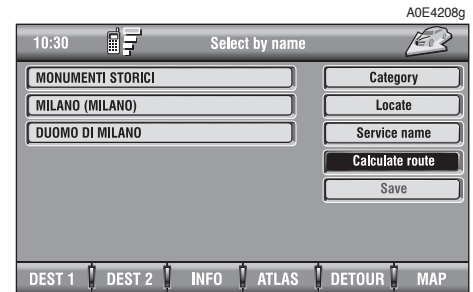 A0E4208g
10:30 Select by name
MONUMENTI STORICI
MILANO (MILANO)
DUOMO DI MILANO
Category
Locate
Service name
Calculate route
Save
DEST 1 DEST 2 INFO ATLAS DETOUR MAP